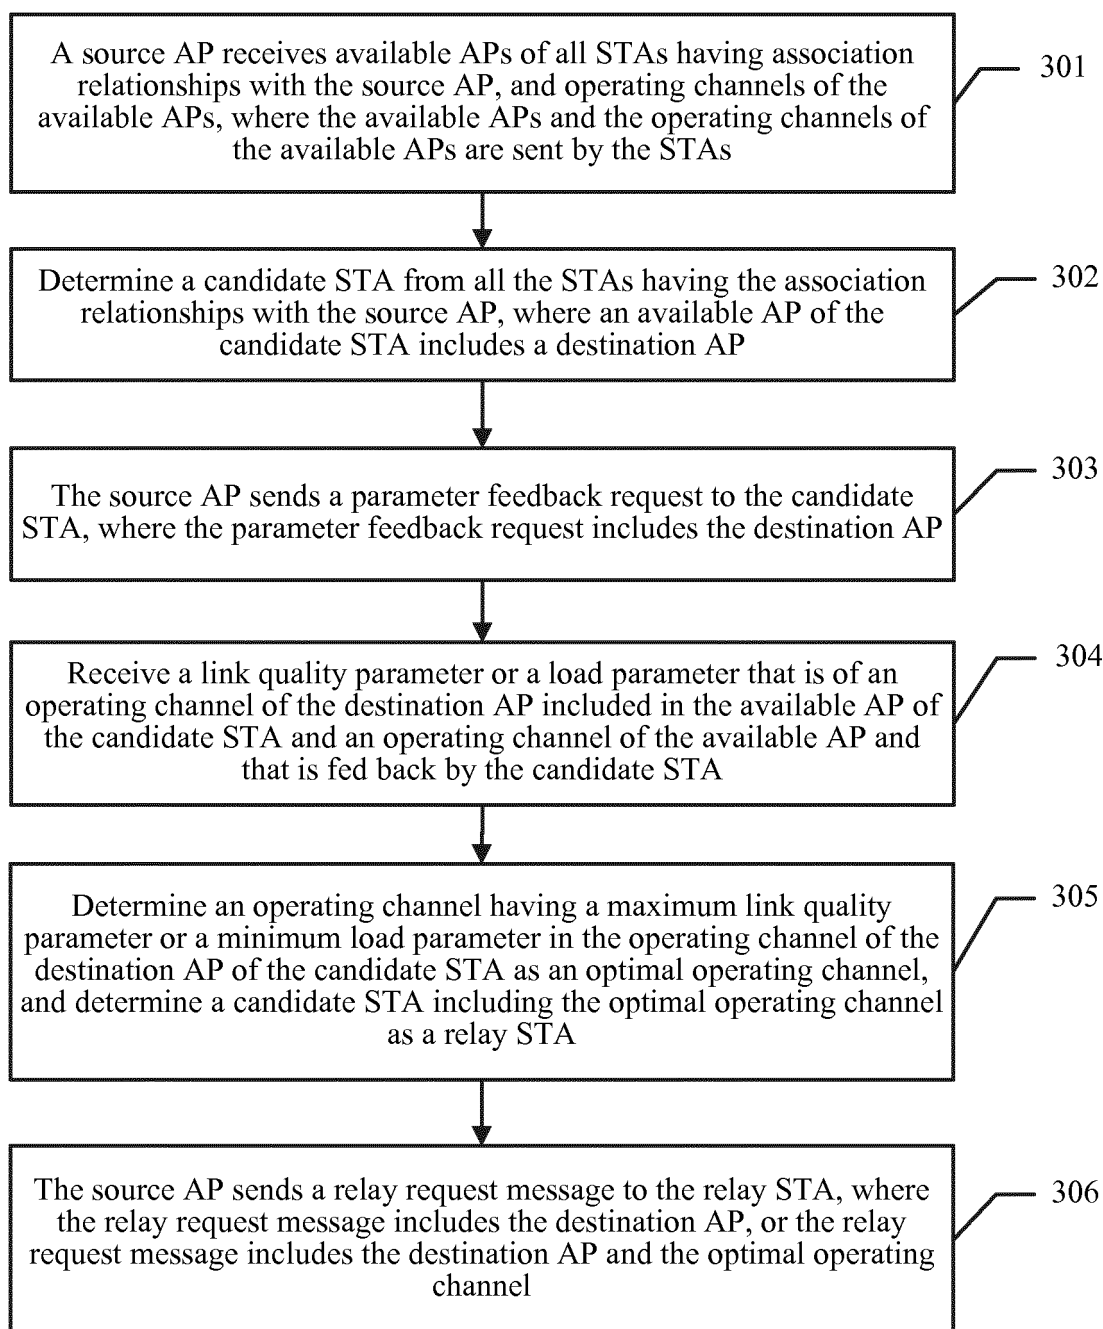 A source AP receives available APs of all STAs having association
relationships with the source AP, and operating channels of the
available APs, where the available APs and the operating channels of
the available APs are sent by the STAs
301
Determine a candidate STA from all the STAs having the association
relationships with the source AP, where an available AP of the
candidate STA includes a destination AP
302
The source AP sends a parameter feedback request to the candidate
STA, where the parameter feedback request includes the destination AP
303
Receive a link quality parameter or a load parameter that is of an
operating channel of the destination AP included in the available AP of
the candidate STA and an operating channel of the available AP and
that is fed back by the candidate STA
304
Determine an operating channel having a maximum link quality
parameter or a minimum load parameter in the operating channel of the
destination AP of the candidate STA as an optimal operating channel,
and determine a candidate STA including the optimal operating channel
as a relay STA
305
The source AP sends a relay request message to the relay STA, where
the relay request message includes the destination AP, or the relay
request message includes the destination AP and the optimal operating
channel
306